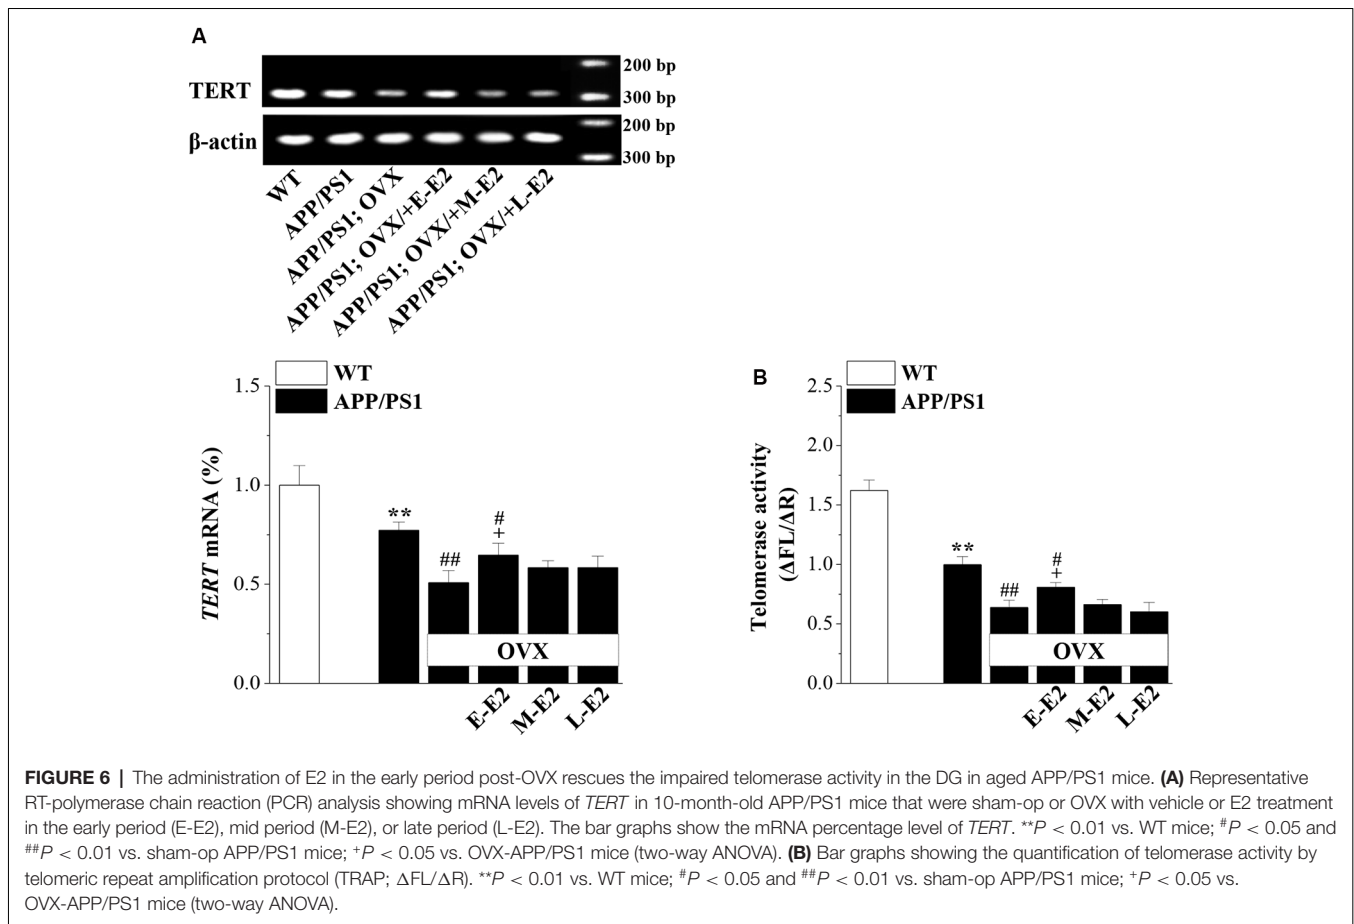 A
TERT
200 bp
300 bp
β-actin
200 bp
300 bp
WT
APP/PS1
APP/PS1; OVX
APP/PS1; OVX/+E-E2
APP/PS1; OVX/+M-E2
APP/PS1; OVX/+L-E2
WT
APP/PS1
TERT mRNA (%)
1.5
1.0
0.5
0.0
**
##
#
+
OVX
E-E2
M-E2
L-E2
B
WT
APP/PS1
Telomerase activity
(ΔFL/ΔR)
2.5
2.0
1.5
1.0
0.5
0.0
**
##
#
+
OVX
E-E2
M-E2
L-E2
FIGURE 6 | The administration of E2 in the early period post-OVX rescues the impaired telomerase activity in the DG in aged APP/PS1 mice. (A) Representative
RT-polymerase chain reaction (PCR) analysis showing mRNA levels of TERT in 10-month-old APP/PS1 mice that were sham-op or OVX with vehicle or E2 treatment
in the early period (E-E2), mid period (M-E2), or late period (L-E2). The bar graphs show the mRNA percentage level of TERT. **P < 0.01 vs. WT mice; #P < 0.05 and
##P < 0.01 vs. sham-op APP/PS1 mice; +P < 0.05 vs. OVX-APP/PS1 mice (two-way ANOVA). (B) Bar graphs showing the quantification of telomerase activity by
telomeric repeat amplification protocol (TRAP; ΔFL/ΔR). **P < 0.01 vs. WT mice; #P < 0.05 and ##P < 0.01 vs. sham-op APP/PS1 mice; +P < 0.05 vs.
OVX-APP/PS1 mice (two-way ANOVA).